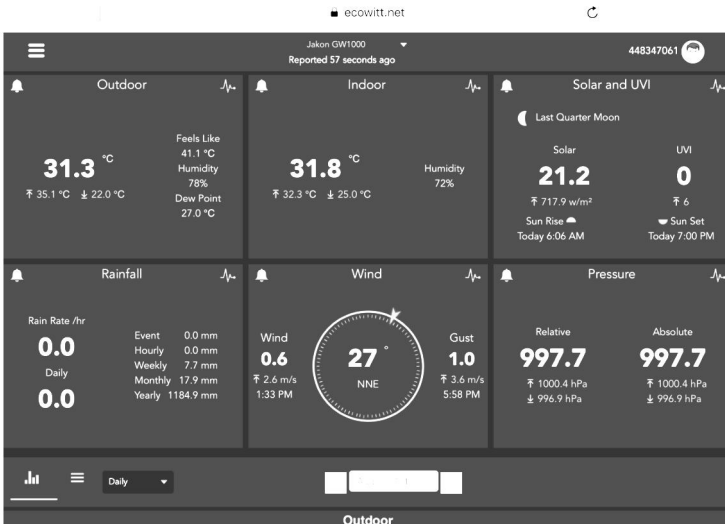 ecowitt.net
Jakon GW1000
Reported 57 seconds ago
448347061
Outdoor
31.3 °C
35.1 °C 22.0 °C
Feels Like
41.1 °C
Humidity
78%
Dew Point
27.0 °C
Indoor
31.8 °C
32.3 °C 25.0 °C
Humidity
72%
Solar and UVI
Last Quarter Moon
Solar
21.2
717.9 w/m²
Sun Rise
Today 6:06 AM
UVI
0
6
Sun Set
Today 7:00 PM
Rainfall
Rain Rate /hr
0.0
Daily
0.0
Event 0.0 mm
Hourly 0.0 mm
Weekly 7.7 mm
Monthly 17.9 mm
Yearly 1184.9 mm
Wind
Wind
0.6
2.6 m/s
1:33 PM
27 °
NNE
Gust
1.0
3.6 m/s
5:58 PM
Pressure
Relative
997.7
1000.4 hPa
996.9 hPa
Absolute
997.7
1000.4 hPa
996.9 hPa
Daily
Outdoor